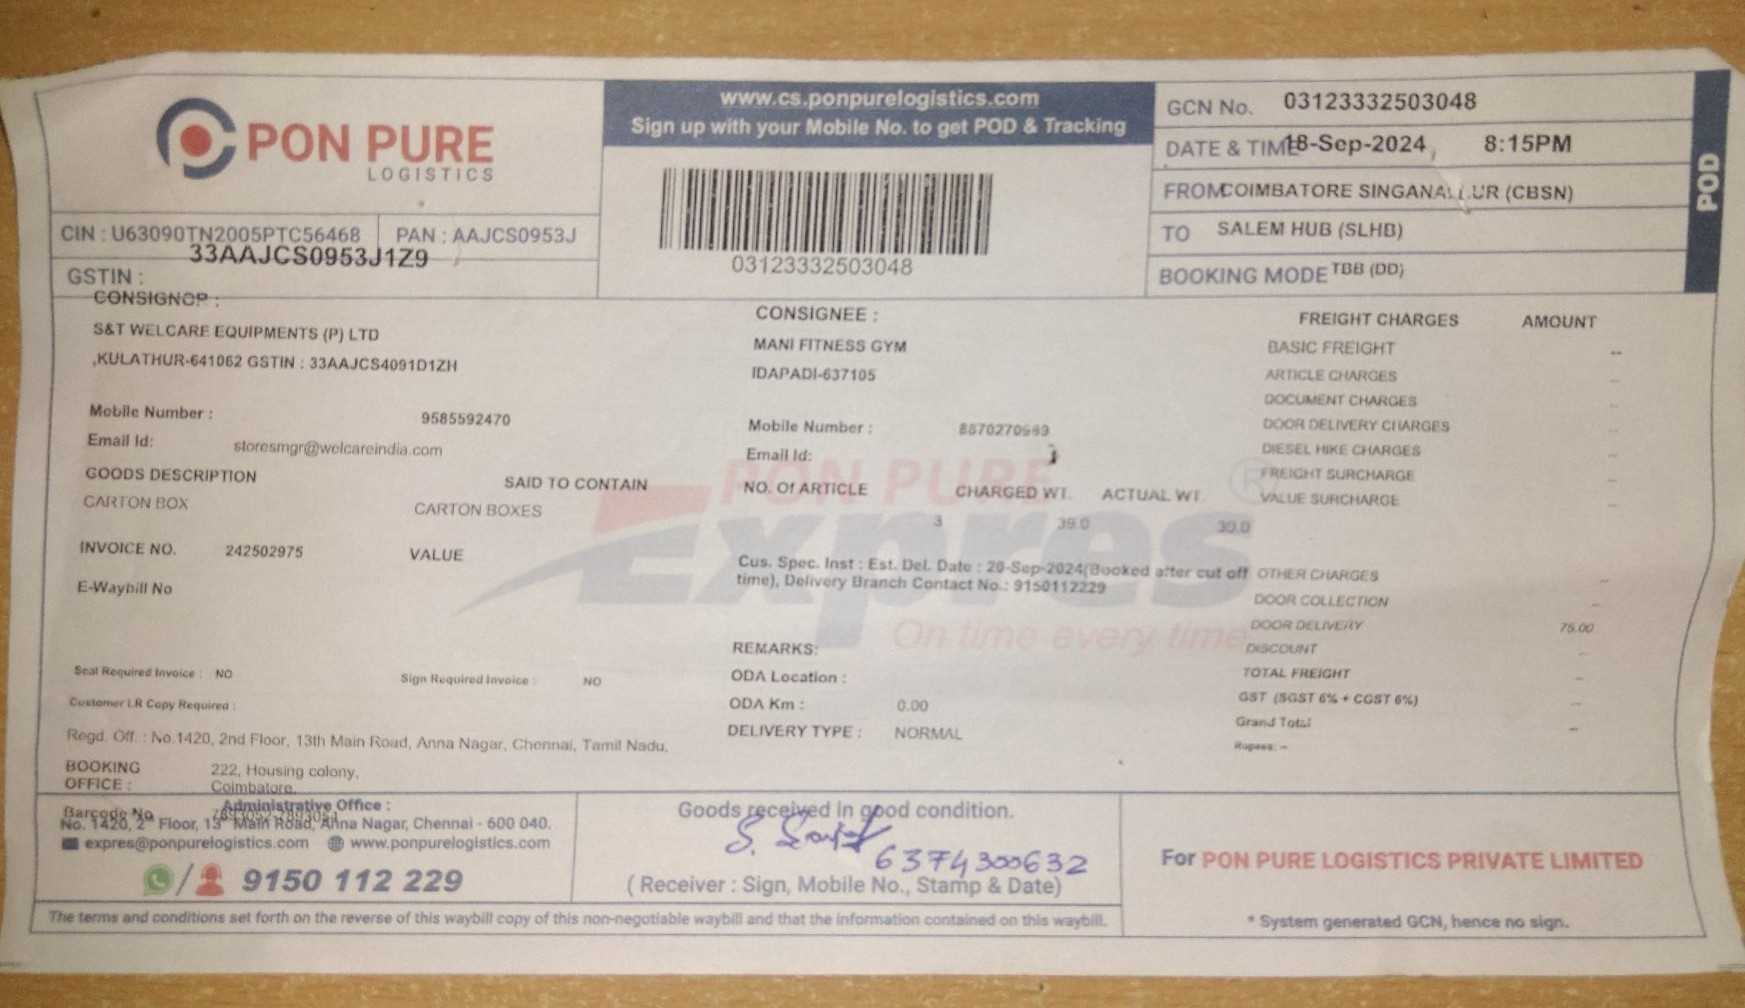 PON PURE
LOGISTICS
www.cs.ponpurelogistics.com
Sign up with your Mobile No. to get POD & Tracking
03123332503048
GCN No. 03123332503048
DATE & TIME 18-Sep-2024 8:15PM
FROM COIMBATORE SINGANALLUR (CBSN)
TO SALEM HUB (SLHB)
BOOKING MODE TBB (DD)
POD
CIN : U63090TN2005PTC56468 PAN : AAJCS0953J
33AAJCS0953J1Z9
GSTIN :
CONSIGNOR :
S&T WELCARE EQUIPMENTS (P) LTD
,KULATHUR-641062 GSTIN : 33AAJCS4091D1ZH
Mobile Number : 9585592470
Email Id: storesmgr@welcareindia.com
GOODS DESCRIPTION SAID TO CONTAIN
CARTON BOX CARTON BOXES
INVOICE NO. 242502975 VALUE
E-Waybill No
Seal Required Invoice : NO Sign Required Invoice : NO
Customer LR Copy Required :
Regd. Off. : No.1420, 2nd Floor, 13th Main Road, Anna Nagar, Chennai, Tamil Nadu,
BOOKING OFFICE : 222, Housing colony,
Coimbatore,
CONSIGNEE :
MANI FITNESS GYM
IDAPADI-637105
Mobile Number :
Email Id:
NO. Of ARTICLE CHARGED WT. ACTUAL WT.
3 39.0
Cus. Spec. Inst : Est. Del. Date : 20-Sep-2024(Booked after cut off
time), Delivery Branch Contact No.: 9150112229
REMARKS:
ODA Location :
ODA Km : 0.00
DELIVERY TYPE : NORMAL
PON PURE
Expres
On time every time
®
FREIGHT CHARGES AMOUNT
BASIC FREIGHT --
ARTICLE CHARGES --
DOCUMENT CHARGES --
DOOR DELIVERY CHARGES --
DIESEL HIKE CHARGES --
FREIGHT SURCHARGE --
VALUE SURCHARGE --
OTHER CHARGES --
DOOR COLLECTION --
DOOR DELIVERY 75.00
DISCOUNT --
TOTAL FREIGHT --
GST (SGST 6% + CGST 6%) --
Grand Total --
Rupees: --
Barcode No
Administrative Office :
No. 1420, 2nd Floor, 13th Main Road, Anna Nagar, Chennai - 600 040.
expres@ponpurelogistics.com www.ponpurelogistics.com
/ 9150 112 229
Goods received in good condition.
6374300632
( Receiver : Sign, Mobile No., Stamp & Date)
For PON PURE LOGISTICS PRIVATE LIMITED
The terms and conditions set forth on the reverse of this waybill copy of this non-negotiable waybill and that the information contained on this waybill.
* System generated GCN, hence no sign.